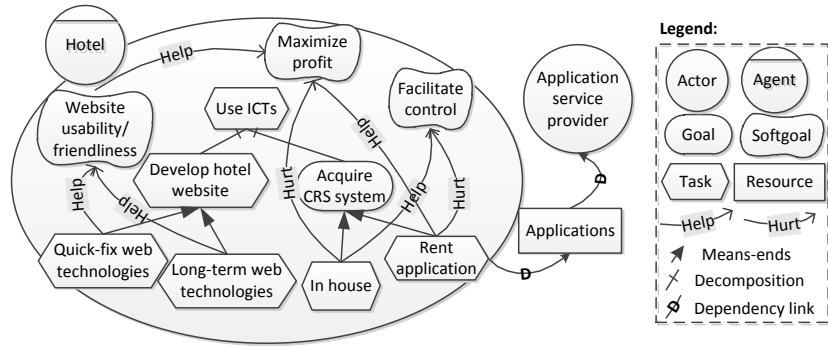 Hotel
Help
Maximize
profit
Website
usability/
friendliness
Use ICTs
Facilitate
control
Application
service
provider
Help
Develop hotel
website
Hurt
Acquire
CRS system
Help
Hurt
Help
Help
D
Quick-fix web
technologies
Long-term web
technologies
In house
Rent
application
Applications
D
Legend:
Actor
Agent
Goal
Softgoal
Task
Resource
Help
Hurt
Means-ends
Decomposition
D
Dependency link